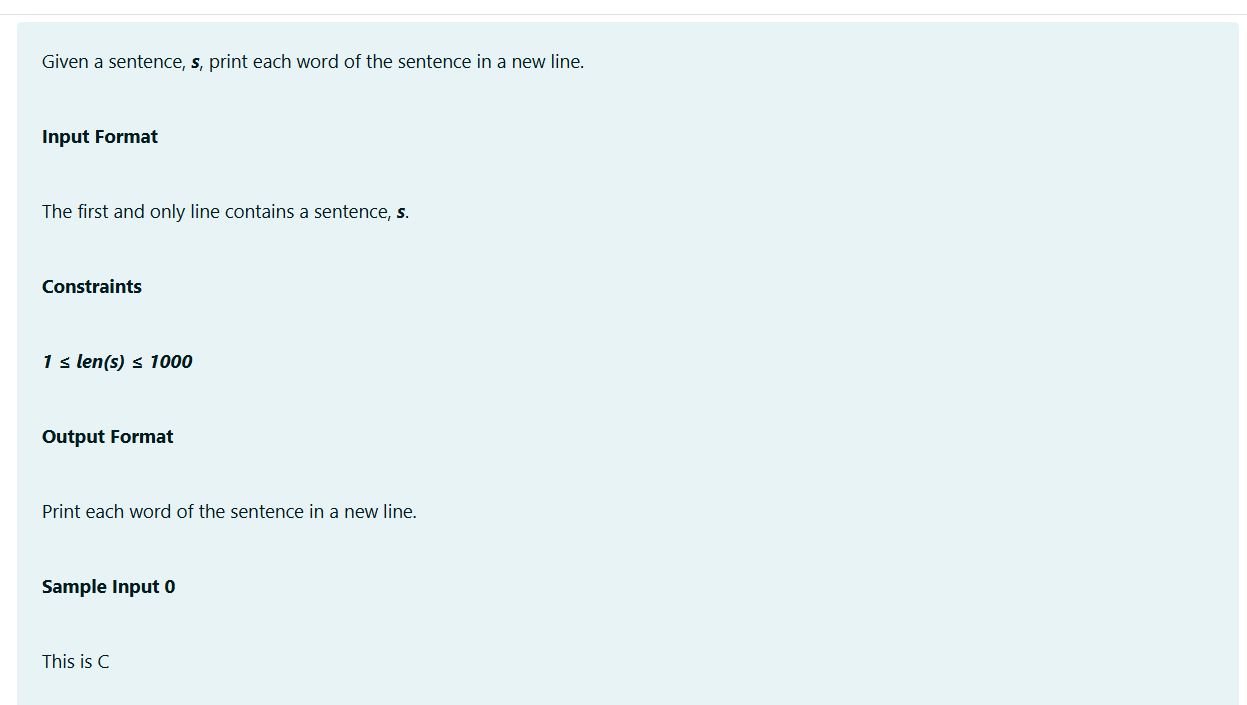 Given a sentence, s, print each word of the sentence in a new line.
Input Format
The first and only line contains a sentence, s.
Constraints
1 ≤ len(s) ≤ 1000
Output Format
Print each word of the sentence in a new line.
Sample Input 0
This is C